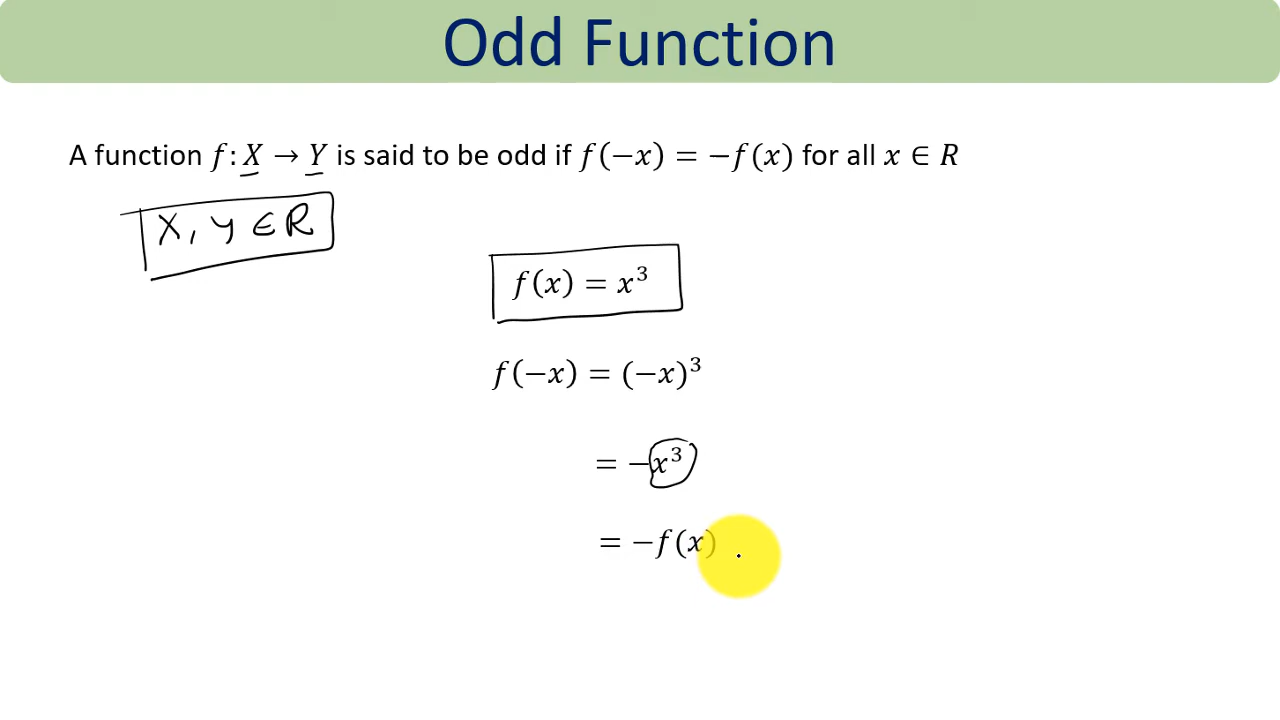 Odd Function
A function f: X → Y is said to be odd if f(−x) = −f(x) for all x ∈ R
X, Y ∈ R
f(x) = x³
f(−x) = (−x)³
= −x³
= −f(x)